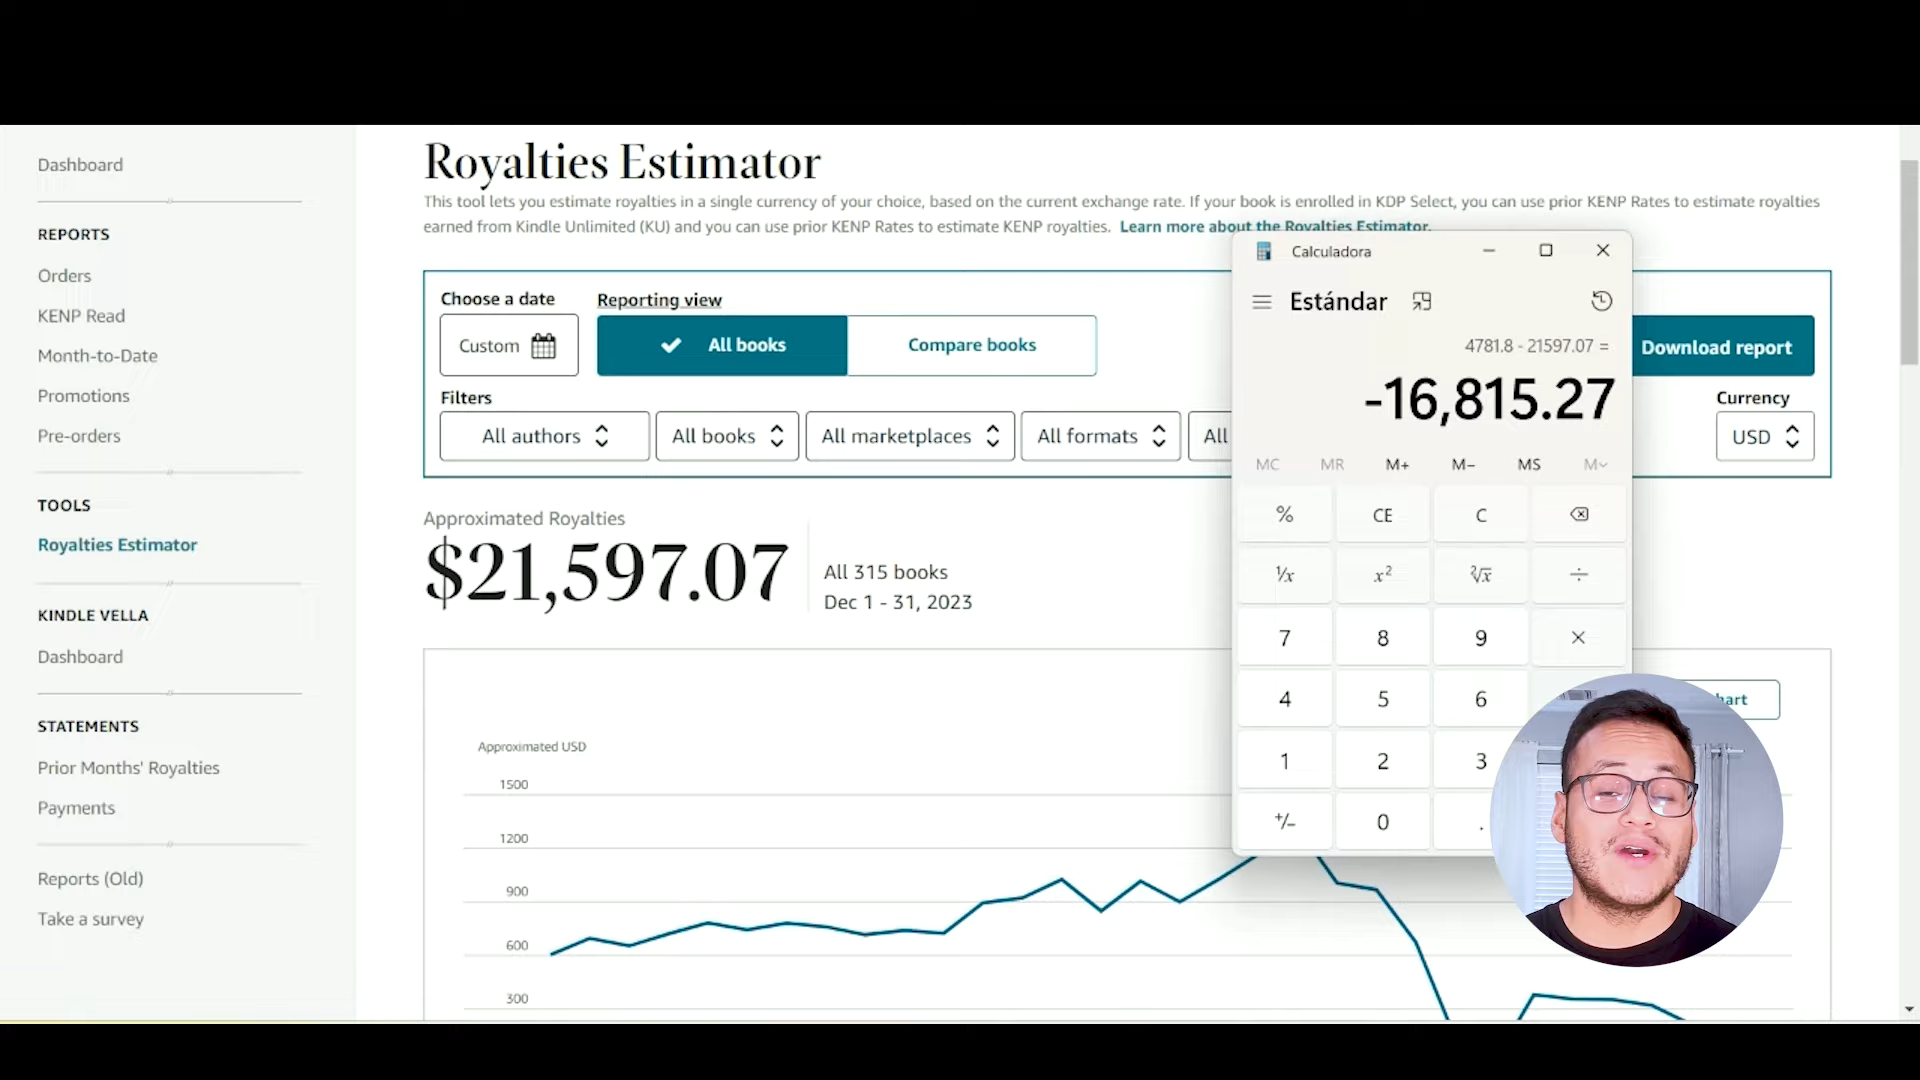 Dashboard
REPORTS
Orders
KENP Read
Month-to-Date
Promotions
Pre-orders
TOOLS
Royalties Estimator
KINDLE VELLA
Dashboard
STATEMENTS
Prior Months' Royalties
Payments
Reports (Old)
Take a survey
Royalties Estimator
This tool lets you estimate royalties in a single currency of your choice, based on the current exchange rate. If your book is enrolled in KDP Select, you can use prior KENP Rates to estimate royalties
earned from Kindle Unlimited (KU) and you can use prior KENP Rates to estimate KENP royalties. Learn more about the Royalties Estimator.
Choose a date
Reporting view
Custom
All books
Compare books
Download report
Filters
Currency
All authors
All books
All marketplaces
All formats
All
USD
Approximated Royalties
$21,597.07
All 315 books
Dec 1 - 31, 2023
Approximated USD
1500
1200
900
600
300
Calculadora
Estándar
4781.8 - 21597.07 =
-16,815.27
MC MR M+ M- MS M
% CE C
1/x x² ²√x ÷
7 8 9 ×
4 5 6
1 2 3
+/- 0 .